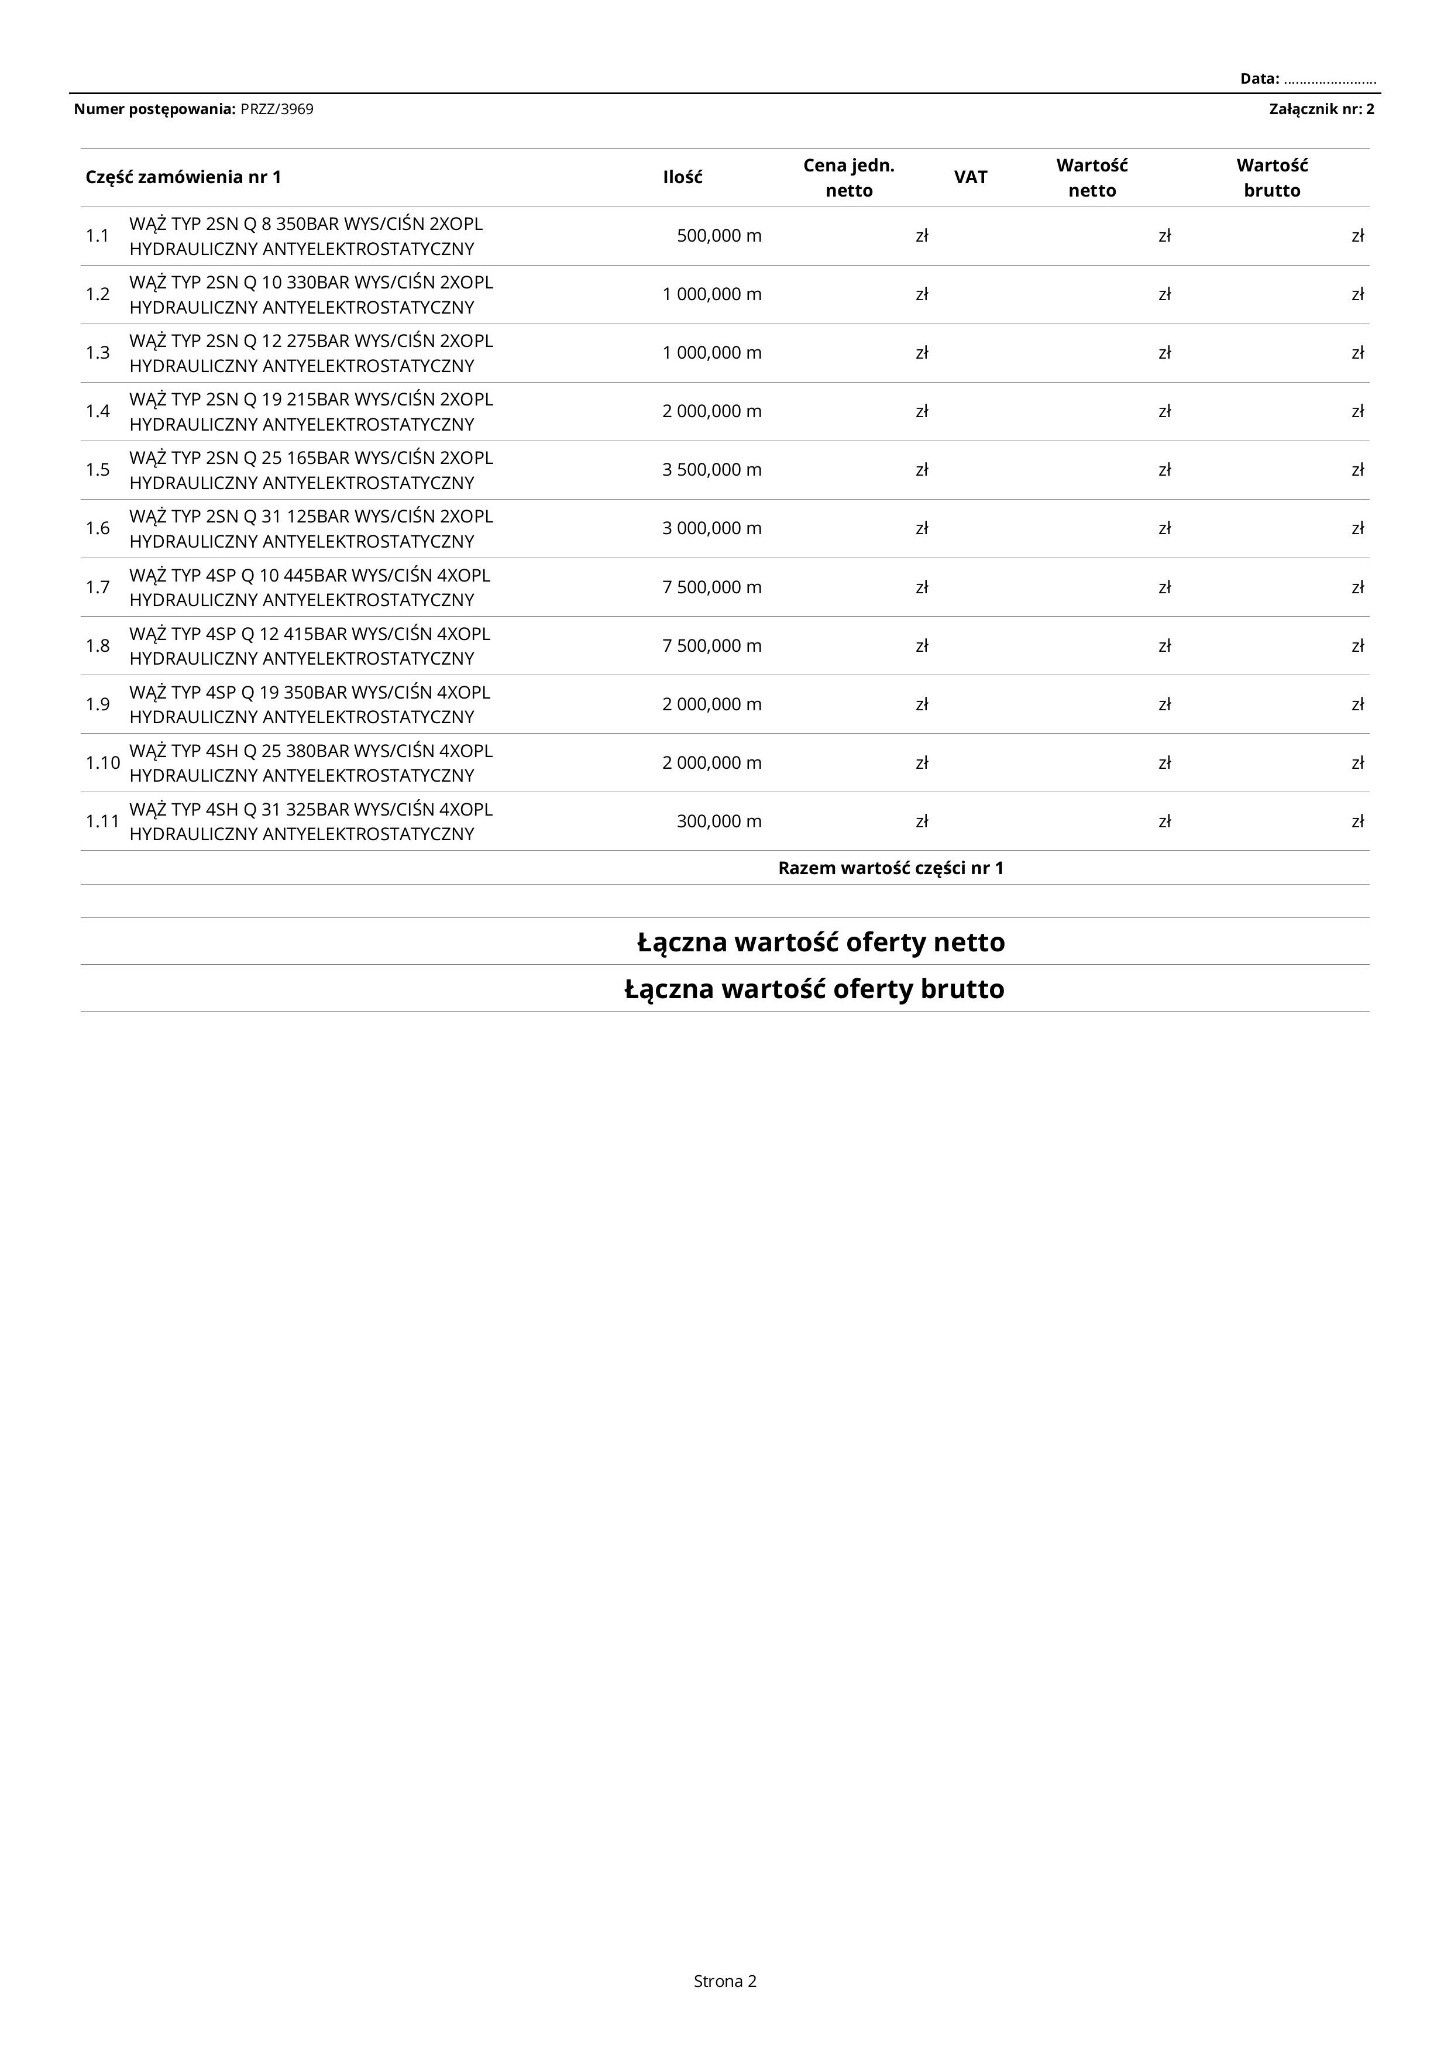 Data: ........................
Numer postępowania: PRZZ/3969 Załącznik nr: 2
Część zamówienia nr 1 Ilość Cena jedn. netto VAT Wartość netto Wartość brutto
1.1 WĄŻ TYP 2SN Q 8 350BAR WYS/CIŚN 2XOPL
HYDRAULICZNY ANTYELEKTROSTATYCZNY 500,000 m zł zł zł
1.2 WĄŻ TYP 2SN Q 10 330BAR WYS/CIŚN 2XOPL
HYDRAULICZNY ANTYELEKTROSTATYCZNY 1 000,000 m zł zł zł
1.3 WĄŻ TYP 2SN Q 12 275BAR WYS/CIŚN 2XOPL
HYDRAULICZNY ANTYELEKTROSTATYCZNY 1 000,000 m zł zł zł
1.4 WĄŻ TYP 2SN Q 19 215BAR WYS/CIŚN 2XOPL
HYDRAULICZNY ANTYELEKTROSTATYCZNY 2 000,000 m zł zł zł
1.5 WĄŻ TYP 2SN Q 25 165BAR WYS/CIŚN 2XOPL
HYDRAULICZNY ANTYELEKTROSTATYCZNY 3 500,000 m zł zł zł
1.6 WĄŻ TYP 2SN Q 31 125BAR WYS/CIŚN 2XOPL
HYDRAULICZNY ANTYELEKTROSTATYCZNY 3 000,000 m zł zł zł
1.7 WĄŻ TYP 4SP Q 10 445BAR WYS/CIŚN 4XOPL
HYDRAULICZNY ANTYELEKTROSTATYCZNY 7 500,000 m zł zł zł
1.8 WĄŻ TYP 4SP Q 12 415BAR WYS/CIŚN 4XOPL
HYDRAULICZNY ANTYELEKTROSTATYCZNY 7 500,000 m zł zł zł
1.9 WĄŻ TYP 4SP Q 19 350BAR WYS/CIŚN 4XOPL
HYDRAULICZNY ANTYELEKTROSTATYCZNY 2 000,000 m zł zł zł
1.10 WĄŻ TYP 4SH Q 25 380BAR WYS/CIŚN 4XOPL
HYDRAULICZNY ANTYELEKTROSTATYCZNY 2 000,000 m zł zł zł
1.11 WĄŻ TYP 4SH Q 31 325BAR WYS/CIŚN 4XOPL
HYDRAULICZNY ANTYELEKTROSTATYCZNY 300,000 m zł zł zł
Razem wartość części nr 1
Łączna wartość oferty netto
Łączna wartość oferty brutto
Strona 2